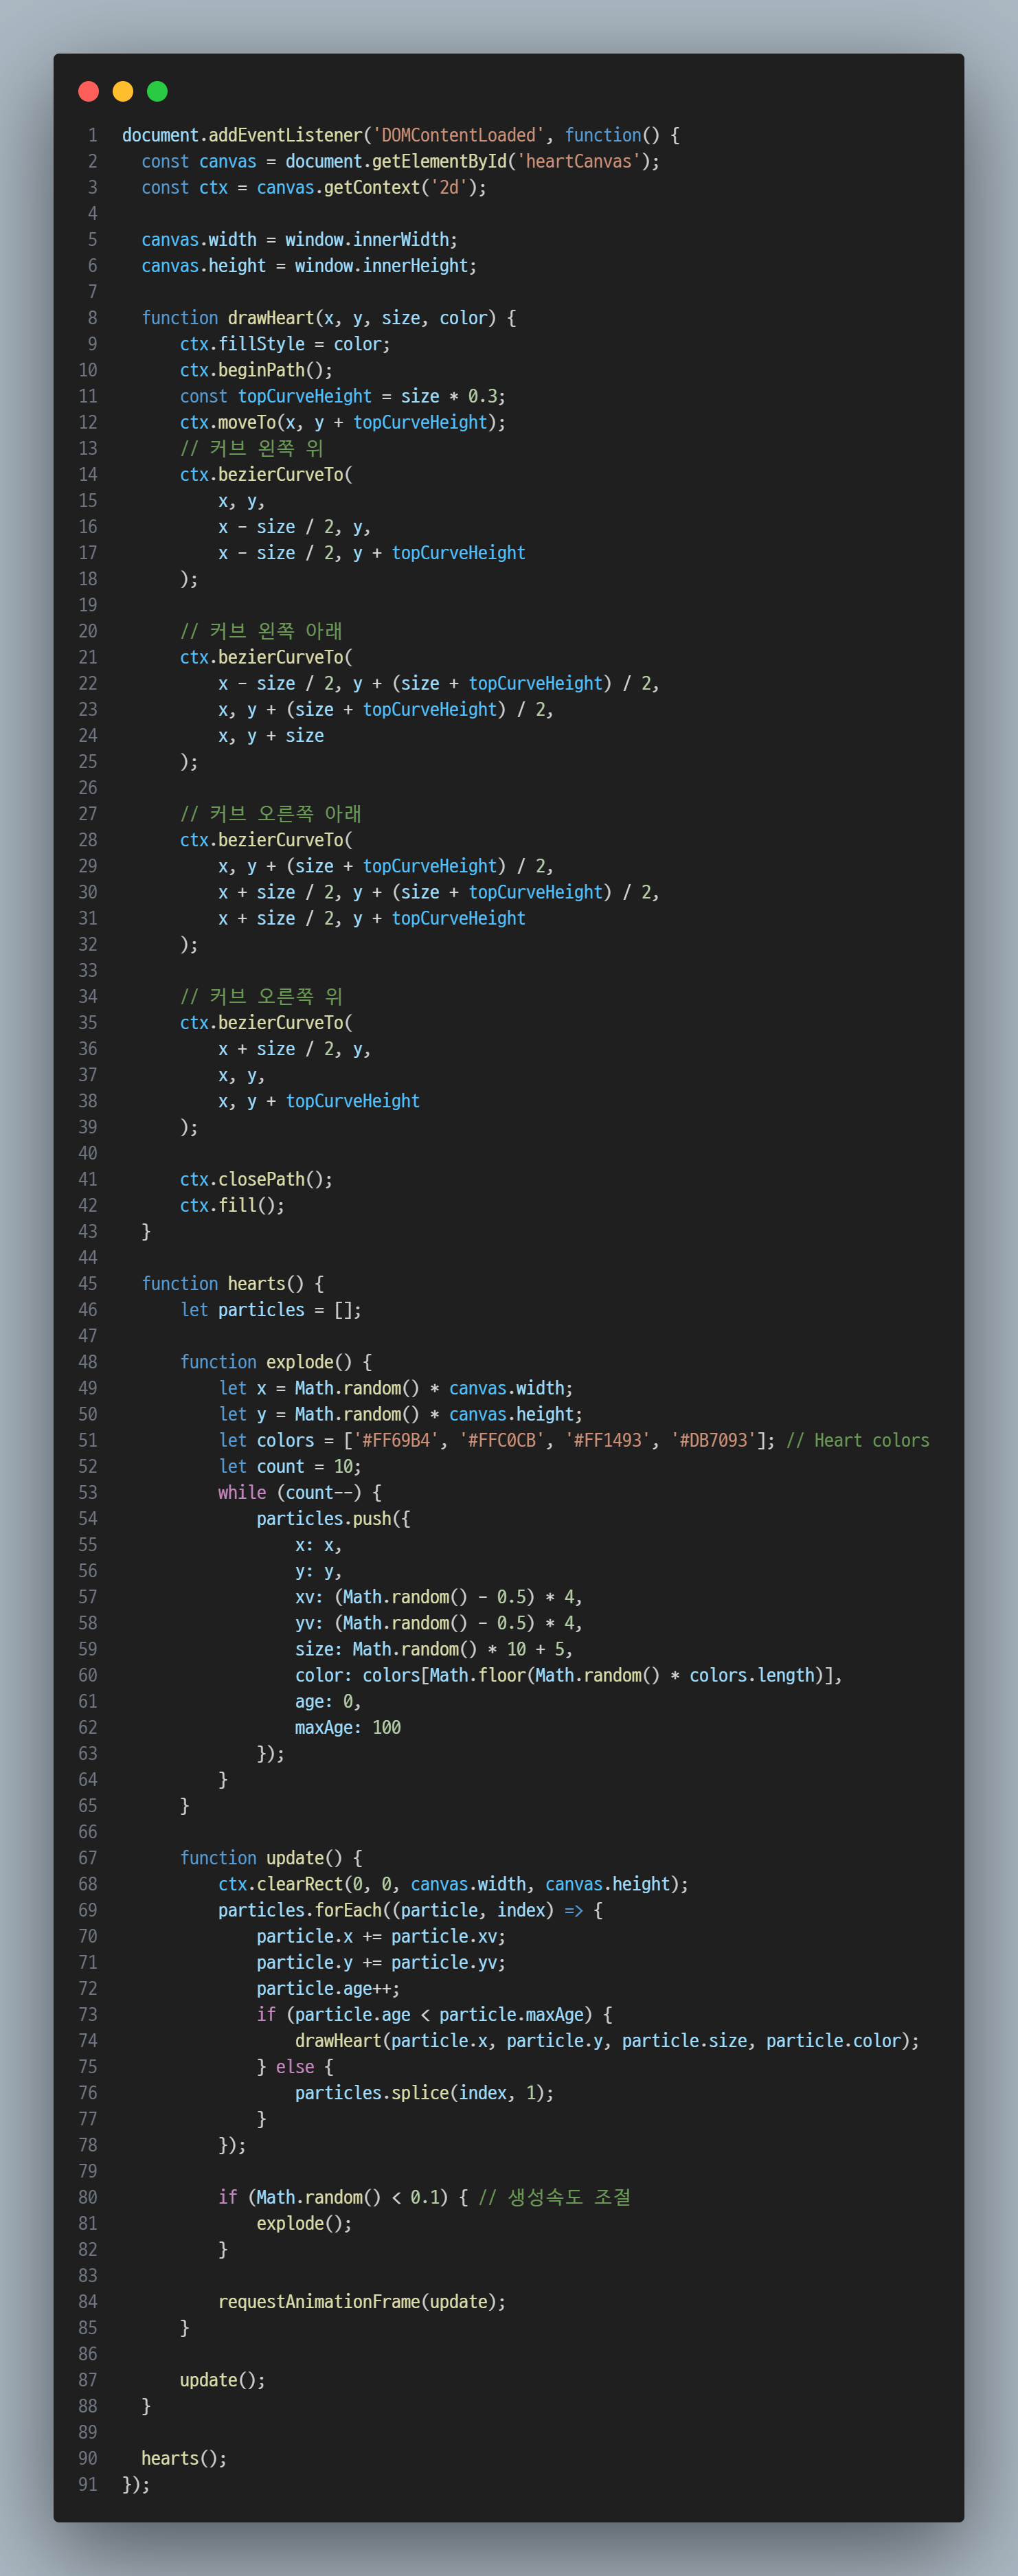 1 document.addEventListener('DOMContentLoaded', function() {
2   const canvas = document.getElementById('heartCanvas');
3   const ctx = canvas.getContext('2d');
4
5   canvas.width = window.innerWidth;
6   canvas.height = window.innerHeight;
7
8   function drawHeart(x, y, size, color) {
9       ctx.fillStyle = color;
10       ctx.beginPath();
11       const topCurveHeight = size * 0.3;
12       ctx.moveTo(x, y + topCurveHeight);
13       // 커브 왼쪽 위
14       ctx.bezierCurveTo(
15           x, y,
16           x - size / 2, y,
17           x - size / 2, y + topCurveHeight
18       );
19
20       // 커브 왼쪽 아래
21       ctx.bezierCurveTo(
22           x - size / 2, y + (size + topCurveHeight) / 2,
23           x, y + (size + topCurveHeight) / 2,
24           x, y + size
25       );
26
27       // 커브 오른쪽 아래
28       ctx.bezierCurveTo(
29           x, y + (size + topCurveHeight) / 2,
30           x + size / 2, y + (size + topCurveHeight) / 2,
31           x + size / 2, y + topCurveHeight
32       );
33
34       // 커브 오른쪽 위
35       ctx.bezierCurveTo(
36           x + size / 2, y,
37           x, y,
38           x, y + topCurveHeight
39       );
40
41       ctx.closePath();
42       ctx.fill();
43   }
44
45   function hearts() {
46       let particles = [];
47
48       function explode() {
49           let x = Math.random() * canvas.width;
50           let y = Math.random() * canvas.height;
51           let colors = ['#FF69B4', '#FFC0CB', '#FF1493', '#DB7093']; // Heart colors
52           let count = 10;
53           while (count--) {
54               particles.push({
55                   x: x,
56                   y: y,
57                   xv: (Math.random() - 0.5) * 4,
58                   yv: (Math.random() - 0.5) * 4,
59                   size: Math.random() * 10 + 5,
60                   color: colors[Math.floor(Math.random() * colors.length)],
61                   age: 0,
62                   maxAge: 100
63               });
64           }
65       }
66
67       function update() {
68           ctx.clearRect(0, 0, canvas.width, canvas.height);
69           particles.forEach((particle, index) => {
70               particle.x += particle.xv;
71               particle.y += particle.yv;
72               particle.age++;
73               if (particle.age < particle.maxAge) {
74                   drawHeart(particle.x, particle.y, particle.size, particle.color);
75               } else {
76                   particles.splice(index, 1);
77               }
78           });
79
80           if (Math.random() < 0.1) { // 생성속도 조절
81               explode();
82           }
83
84           requestAnimationFrame(update);
85       }
86
87       update();
88   }
89
90   hearts();
91 });